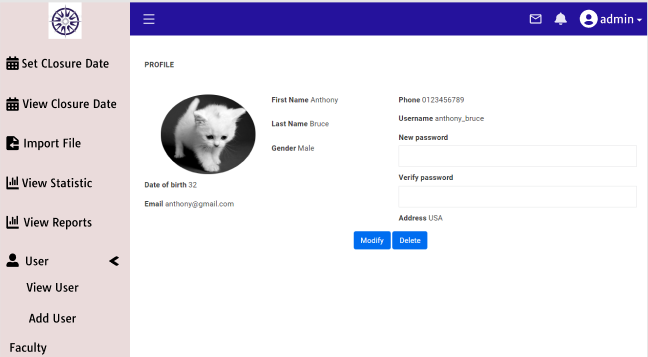 admin
Set CLosure Date
View Closure Date
Import File
View Statistic
View Reports
User
View User
Add User
Faculty
PROFILE
Date of birth 32
Email anthony@gmail.com
First Name Anthony
Last Name Bruce
Gender Male
Phone 0123456789
Username anthony_bruce
New password
Verify password
Address USA
Modify Delete